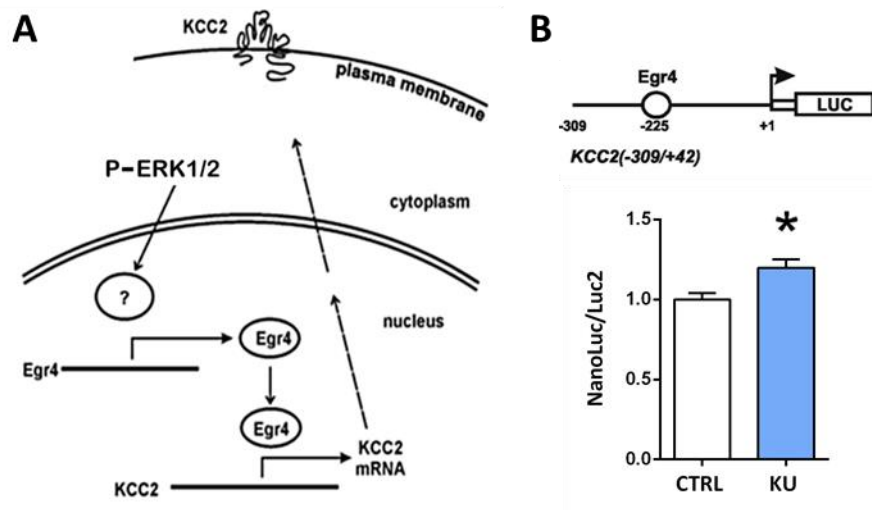 A
KCC2
plasma membrane
P-ERK1/2
cytoplasm
?
nucleus
Egr4
Egr4
Egr4
KCC2
mRNA
KCC2
B
Egr4
LUC
-309
-225
+1
KCC2(-309/+42)
*
1.5
1.0
0.5
0.0
NanoLuc/Luc2
CTRL
KU